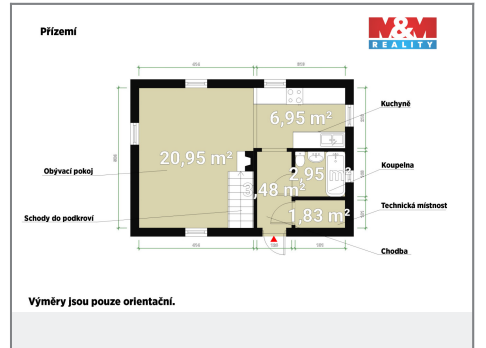 Přízemí
M&M
REALITY
Kuchyně
6,95 m²
20,95 m²
Koupelna
2,95 m²
Obývací pokoj
3,48 m²
Technická místnost
1,83 m²
Schody do podkroví
Chodba
Výměry jsou pouze orientační.